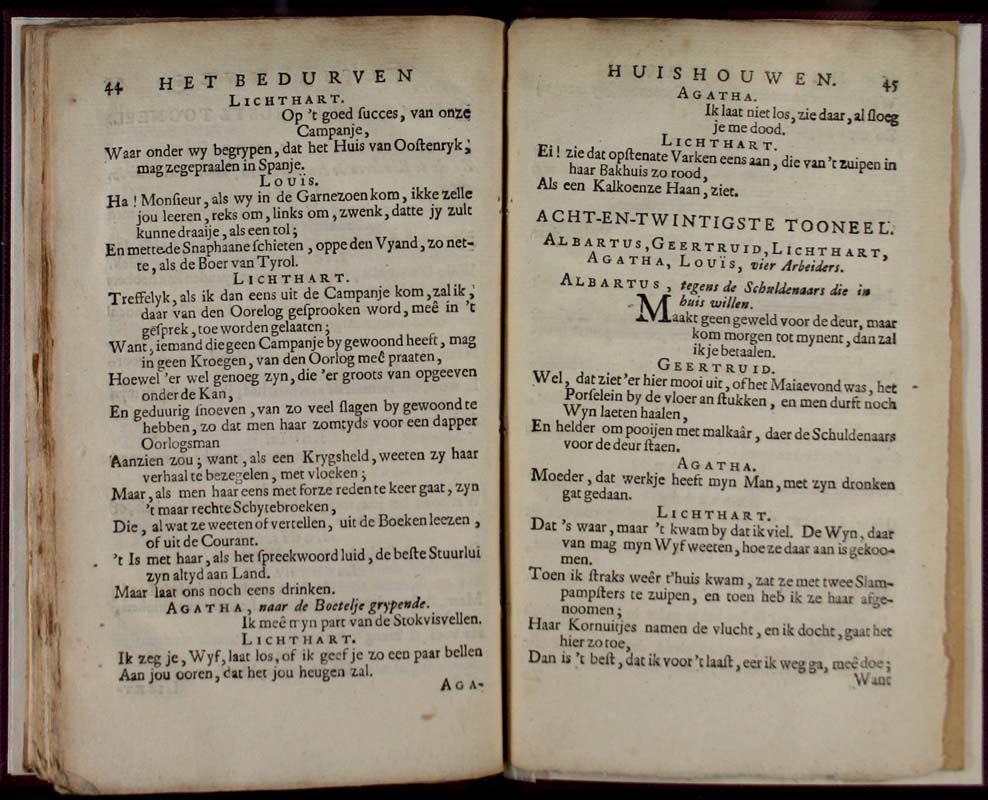 44 HET BEDURVEN
LICHTHART.
Op 't goed ſucces, van onze
Campanje,
Waar onder wy begrypen, dat het Huis van Ooſtenryk,
mag zegepraalen in Spanje.
LOUÏS.
Ha! Monſieur, als wy in de Garnezoen kom, ikke zelle
jou leeren, reks om, links om, zwenk, datte jy zult
kunne draaije, als een tol;
En mette de Snaphaane ſchieten, oppe den Vyand, zo net-
te, als de Boer van Tyrol.
LICHTHART.
Treffelyk, als ik dan eens uit de Campanje kom, zal ik,
daar van den Oorelog geſprooken word, meê in 't
geſprek, toe worden gelaaten;
Want, iemand die geen Campanje by gewoond heeft, mag
in geen Kroegen, van den Oorlog meê praaten,
Hoewel 'er wel genoeg zyn, die 'er groots van opgeeven
onder de Kan,
En geduurig ſnoeven, van zo veel ſlagen by gewoond te
hebben, zo dat men haar zomtyds voor een dapper
Oorlogsman
Aanzien zou; want, als een Krygsheld, weeten zy haar
verhaal te bezegelen, met vloeken;
Maar, als men haar eens met forze reden te keer gaat, zyn
't maar rechte Schytebroeken,
Die, al wat ze weeten of vertellen, uit de Boeken leezen,
of uit de Courant.
't Is met haar, als het ſpreekwoord luid, de beſte Stuurlui
zyn altyd aan Land.
Maar laat ons noch eens drinken.
AGATHA, naar de Boetelje grypende.
Ik meê myn part van de Stokvisvellen.
LICHTHART.
Ik zeg je, Wyf, laat los, of ik geef je zo een paar bellen
Aan jou ooren, dat het jou heugen zal.
AGA-
HUISHOUWEN. 45
AGATHA.
Ik laat niet los, zie daar, al ſloeg
je me dood.
LICHTHART.
Ei! zie dat opſtenate Varken eens aan, die van 't zuipen in
haar Bakhuis zo rood,
Als een Kalkoenze Haan, ziet.
ACHT-EN-TWINTIGSTE TOONEEL.
ALBARTUS, GEERTRUID, LICHTHART,
AGATHA, LOUÏS, vier Arbeiders.
ALBARTUS, tegens de Schuldenaars die in
huis willen.
Maakt geen geweld voor de deur, maar
kom morgen tot mynent, dan zal
ik je betaalen.
GEERTRUID.
Wel, dat ziet 'er hier mooi uit, of het Maiaevond was, het
Porſelein by de vloer an ſtukken, en men durft noch
Wyn laeten haalen,
En helder om pooijen met malkaâr, daer de Schuldenaars
voor de deur ſtaen.
AGATHA.
Moeder, dat werkje heeft myn Man, met zyn dronken
gat gedaan.
LICHTHART.
Dat 's waar, maar 't kwam by dat ik viel. De Wyn, daar
van mag myn Wyf weeten, hoe ze daar aan is gekoo-
men.
Toen ik ſtraks weêr t'huis kwam, zat ze met twee Slam-
pampſters te zuipen, en toen heb ik ze haar afge-
noomen;
Haar Kornuitjes namen de vlucht, en ik docht, gaat het
hier zo toe,
Dan is 't beſt, dat ik voor 't laaſt, eer ik weg ga, meê doe;
Want